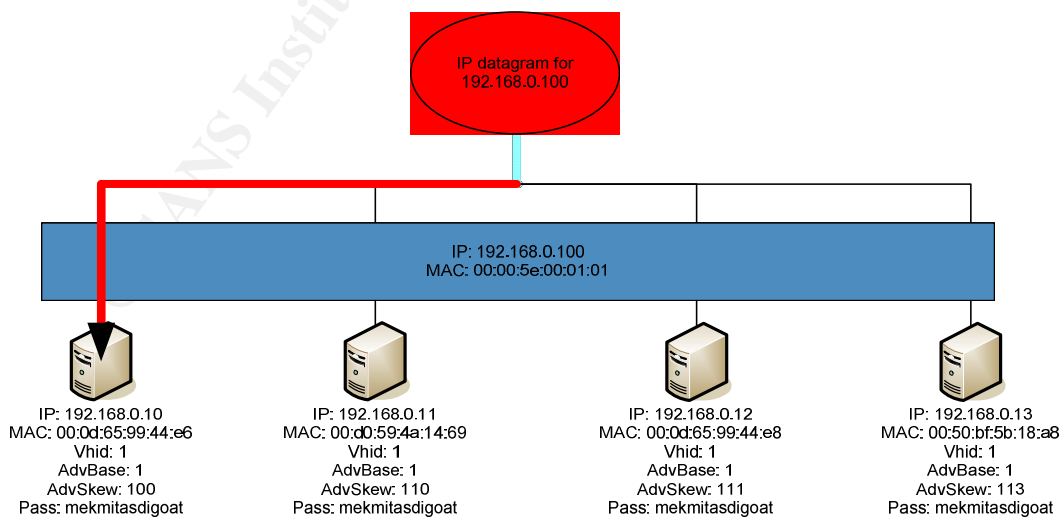 SANS Instit
IP datagram for
192.168.0.100
IP: 192.168.0.100
MAC: 00:00:5e:00:01:01
IP: 192.168.0.10
MAC: 00:0d:65:99:44:e6
Vhid: 1
AdvBase: 1
AdvSkew: 100
Pass: mekmitasdigoat
IP: 192.168.0.11
MAC: 00:d0:59:4a:14:69
Vhid: 1
AdvBase: 1
AdvSkew: 110
Pass: mekmitasdigoat
IP: 192.168.0.12
MAC: 00:0d:65:99:44:e8
Vhid: 1
AdvBase: 1
AdvSkew: 111
Pass: mekmitasdigoat
IP: 192.168.0.13
MAC: 00:50:bf:5b:18:a8
Vhid: 1
AdvBase: 1
AdvSkew: 113
Pass: mekmitasdigoat